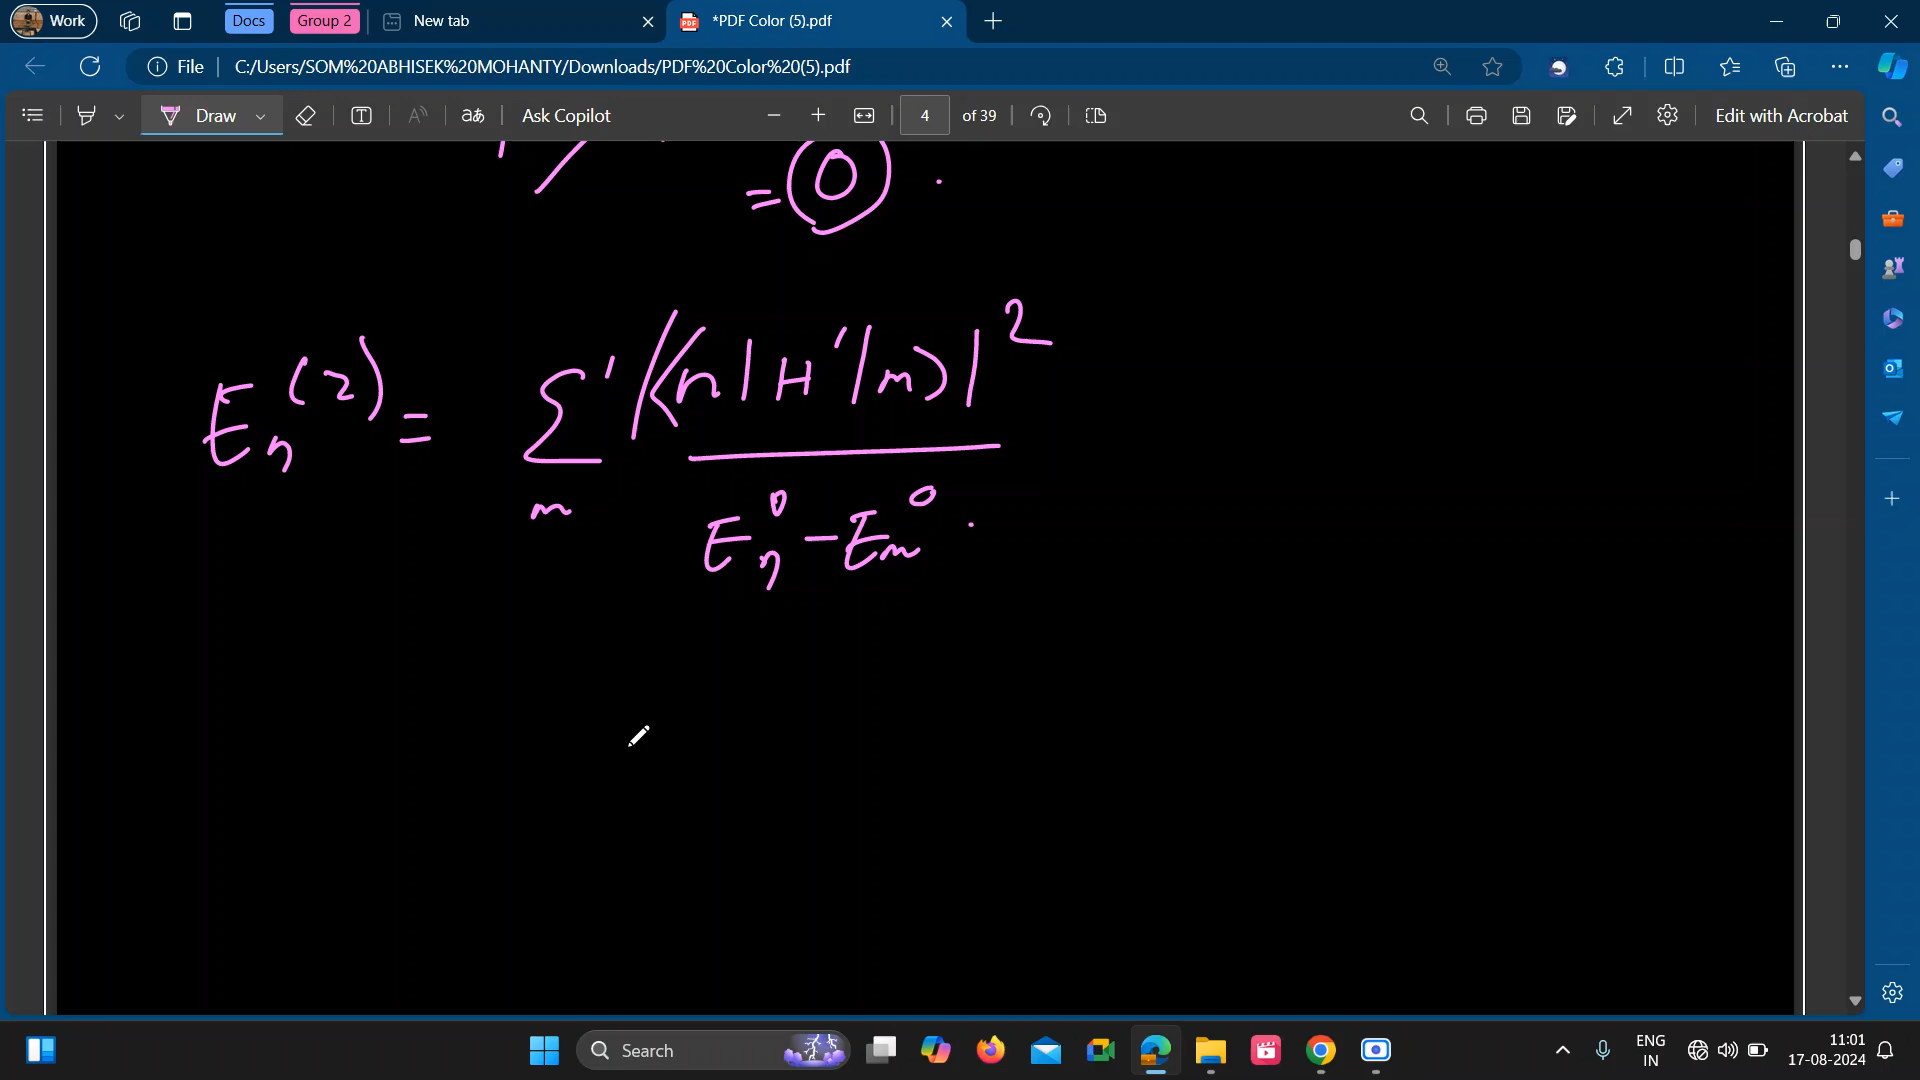 Work
Docs
Group 2
New tab
*PDF Color (5).pdf
File
C:/Users/SOM%20ABHISEK%20MOHANTY/Downloads/PDF%20Color%20(5).pdf
Draw
aあ
Ask Copilot
4
of 39
Edit with Acrobat
= 0 .
E_n^(2) = Σ'_m |⟨n|H'|m⟩|^2
E_n^0 - E_m^0 .
Search
ENG
IN
11:01
17-08-2024